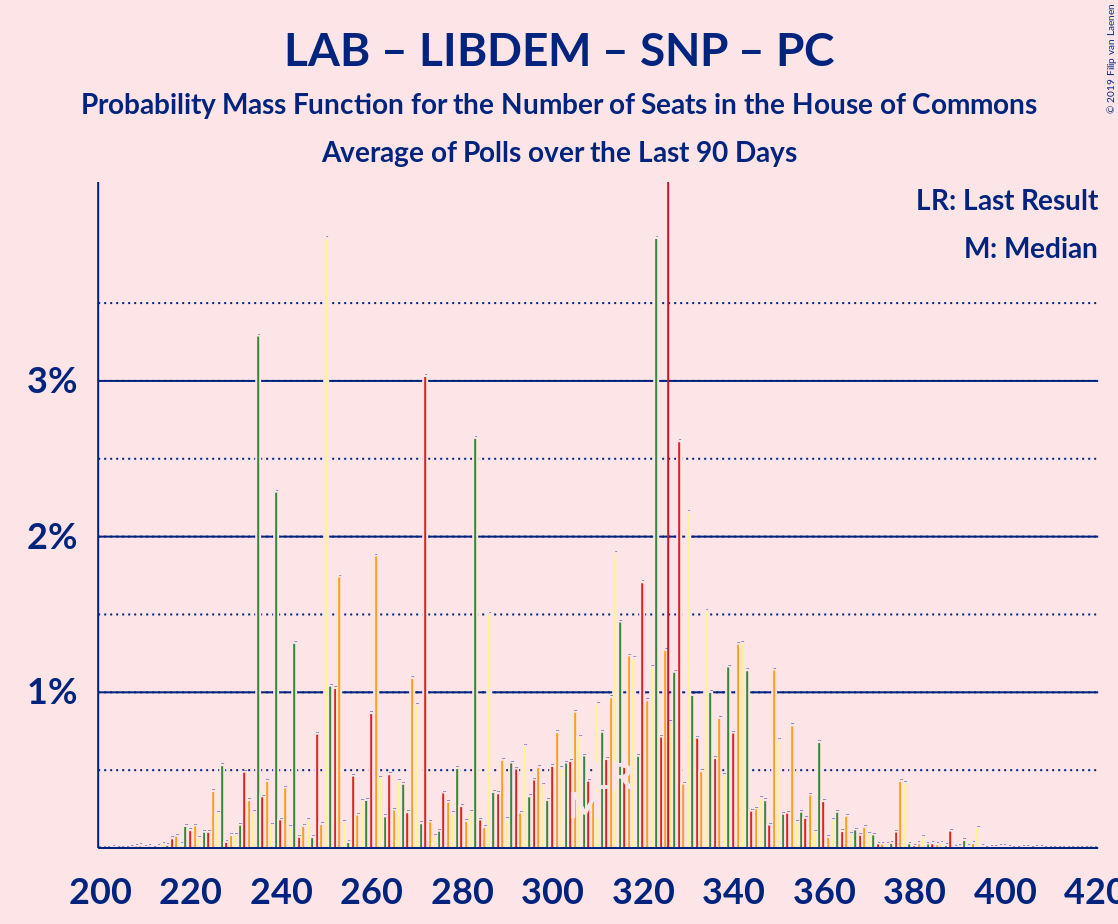 LAB – LIBDEM – SNP – PC
Probability Mass Function for the Number of Seats in the House of Commons
Average of Polls over the Last 90 Days
© 2019 Filip van Laenen
LR: Last Result
M: Median
3%
2%
1%
M
LR
200 220 240 260 280 300 320 340 360 380 400 420